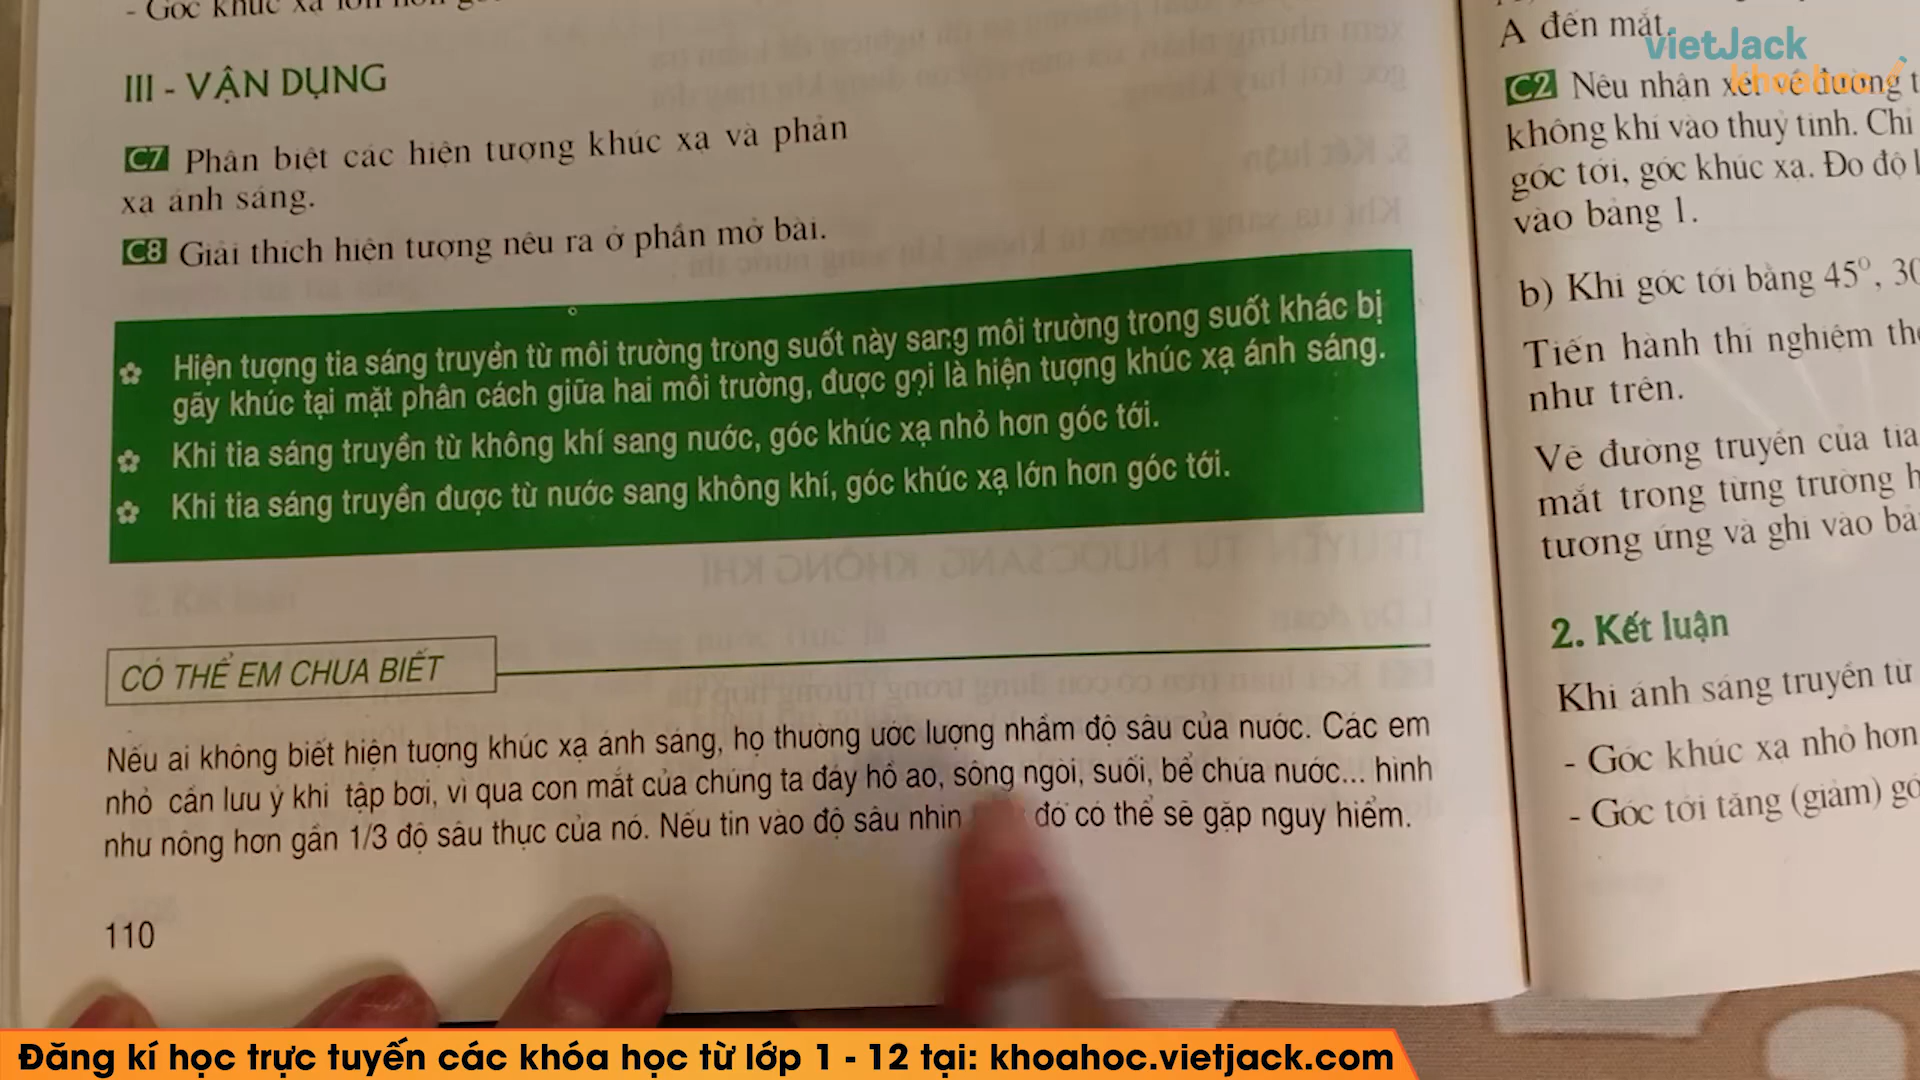 - Góc khúc xạ lớn hơn
III - VẬN DỤNG
C7 Phân biệt các hiện tượng khúc xạ và phản
xạ ánh sáng.
C8 Giải thích hiện tượng nêu ra ở phần mở bài.
Hiện tượng tia sáng truyền từ môi trường trong suốt này sang môi trường trong suốt khác bị
gãy khúc tại mặt phân cách giữa hai môi trường, được gọi là hiện tượng khúc xạ ánh sáng.
Khi tia sáng truyền từ không khí sang nước, góc khúc xạ nhỏ hơn góc tới.
Khi tia sáng truyền được từ nước sang không khí, góc khúc xạ lớn hơn góc tới.
CÓ THỂ EM CHƯA BIẾT
Nếu ai không biết hiện tượng khúc xạ ánh sáng, họ thường ước lượng nhầm độ sâu của nước. Các em
nhỏ cần lưu ý khi tập bơi, vì qua con mắt của chúng ta đáy hồ ao, sông ngòi, suối, bể chứa nước... hình
như nông hơn gần 1/3 độ sâu thực của nó. Nếu tin vào độ sâu nhìn đó có thể sẽ gặp nguy hiểm.
110
A đến mắt.
C2 Nêu nhận xét về đường t
không khí vào thuỷ tinh. Chỉ
góc tới, góc khúc xạ. Đo độ l
vào bảng 1.
b) Khi góc tới bằng 45°, 30
Tiến hành thí nghiệm th
như trên.
Vẽ đường truyền của tia
mắt trong từng trường h
tương ứng và ghi vào bả
2. Kết luận
Khi ánh sáng truyền từ
- Góc khúc xạ nhỏ hơn
- Góc tới tăng (giảm) gó
vietJack
khoahoc
Đăng kí học trực tuyến các khóa học từ lớp 1 - 12 tại: khoahoc.vietjack.com